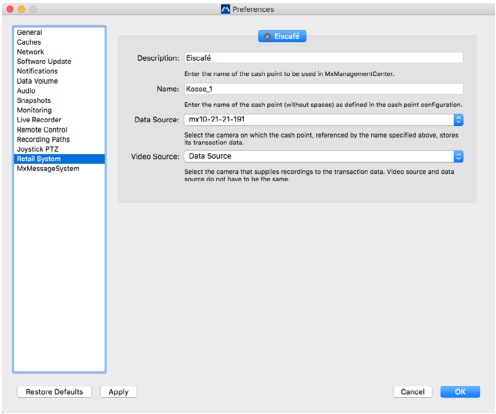 Preferences
General
Caches
Network
Software Update
Notifications
Data Volume
Audio
Snapshots
Monitoring
Live Recorder
Remote Control
Recording Paths
Joystick PTZ
Retail System
MxMessageSystem
Eiscafé
Description: Eiscafé
Enter the name of the cash point to be used in MxManagementCenter.
Name: Kasse_1
Enter the name of the cash point (without spaces) as defined in the cash point configuration.
Data Source: mx10-21-21-191
Select the camera on which the cash point, referenced by the name specified above, stores
its transaction data.
Video Source: Data Source
Select the camera that supplies recordings to the transaction data. Video source and data
source do not have to be the same.
Restore Defaults Apply Cancel OK